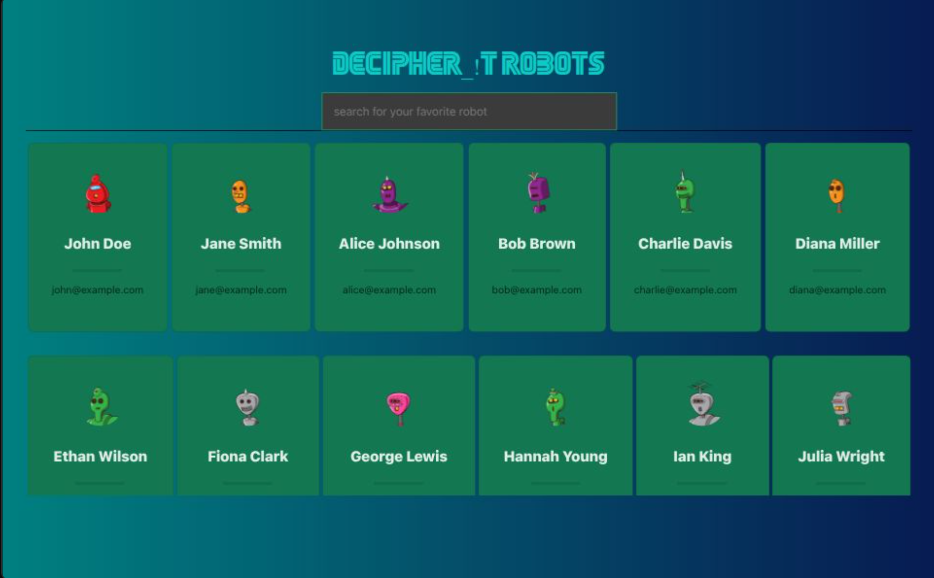 DECIPHER_!T ROBOTS
search for your favorite robot
John Doe
Jane Smith
Alice Johnson
Bob Brown
Charlie Davis
Diana Miller
john@example.com
jane@example.com
alice@example.com
bob@example.com
charlie@example.com
diana@example.com
Ethan Wilson
Fiona Clark
George Lewis
Hannah Young
Ian King
Julia Wright